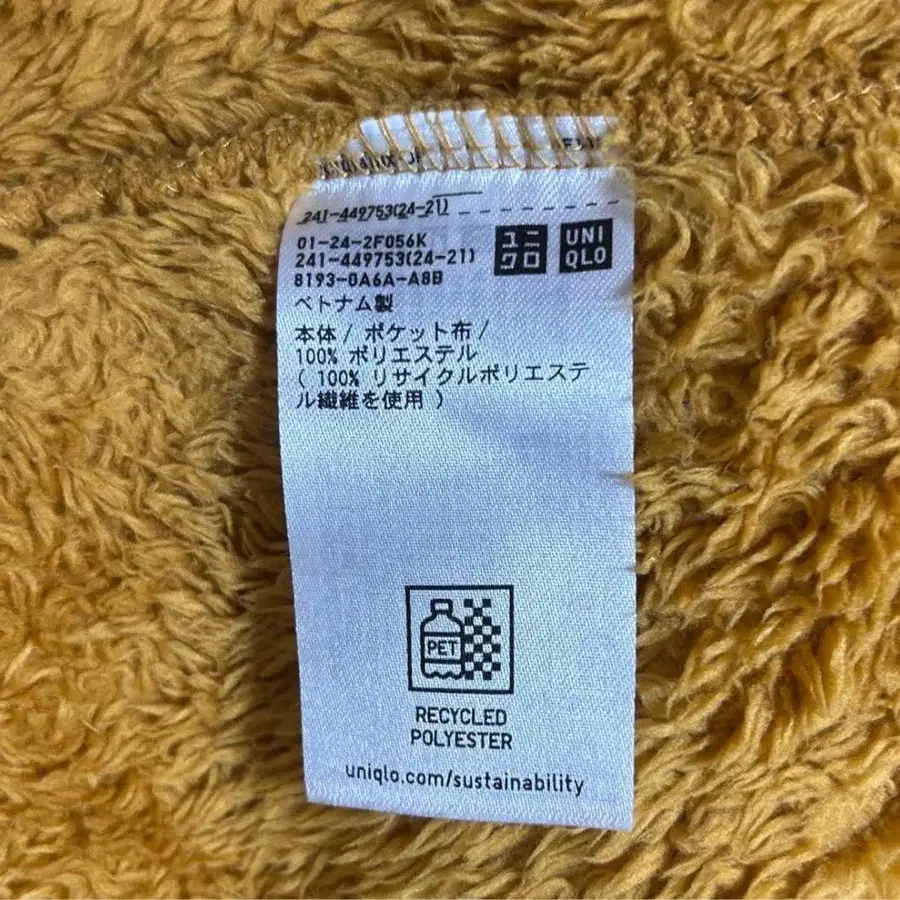 241-449753(24-21)
01-24-2F056K
241-449753(24-21)
8193-0A6A-A8B
ユニ
クロ
UNI
QLO
ベトナム製
本体/ ポケット布/
100% ポリエステル
( 100% リサイクルポリエステ
ル繊維を使用 )
PET
RECYCLED
POLYESTER
uniqlo.com/sustainability